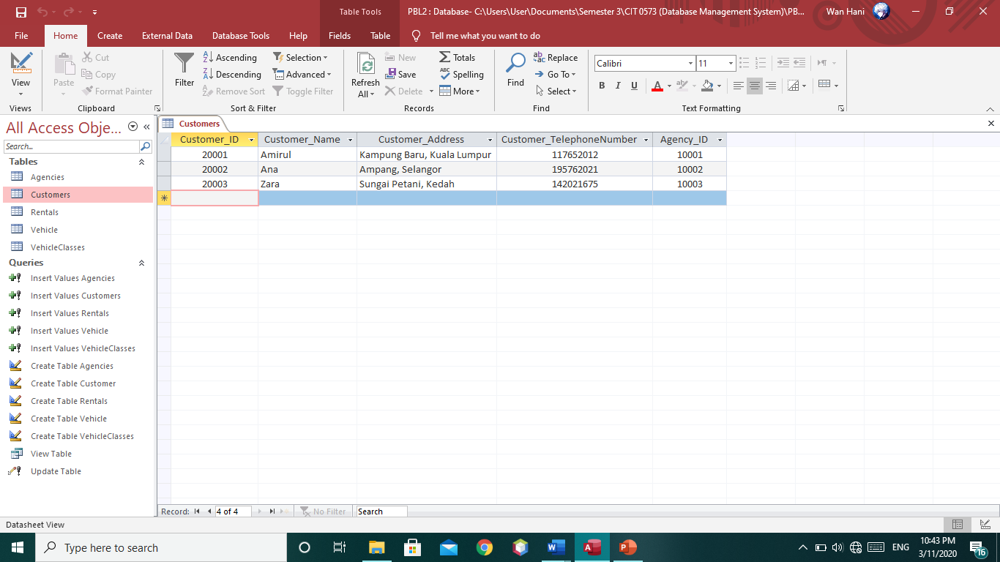 Table Tools
PBL2 : Database- C:\Users\User\Documents\Semester 3\CIT 0573 (Database Management System)\PB...
Wan Hani
File Home Create External Data Database Tools Help Fields Table Tell me what you want to do
View
Views
Paste
Cut
Copy
Format Painter
Clipboard
Filter
Ascending
Descending
Remove Sort
Selection
Advanced
Toggle Filter
Sort & Filter
Refresh
All
New
Save
Delete
Totals
Spelling
More
Records
Find
Replace
Go To
Select
Find
Calibri 11
B I U A
Text Formatting
All Access Obje...
Search...
Tables
Agencies
Customers
Rentals
Vehicle
VehicleClasses
Queries
Insert Values Agencies
Insert Values Customers
Insert Values Rentals
Insert Values Vehicle
Insert Values VehicleClasses
Create Table Agencies
Create Table Customer
Create Table Rentals
Create Table Vehicle
Create Table VehicleClasses
View Table
Update Table
Customers
Customer_ID Customer_Name Customer_Address Customer_TelephoneNumber Agency_ID
20001 Amirul Kampung Baru, Kuala Lumpur 117652012 10001
20002 Ana Ampang, Selangor 195762021 10002
20003 Zara Sungai Petani, Kedah 142021675 10003
Record: 4 of 4 No Filter Search
Datasheet View
Type here to search
ENG
10:43 PM
3/11/2020
16